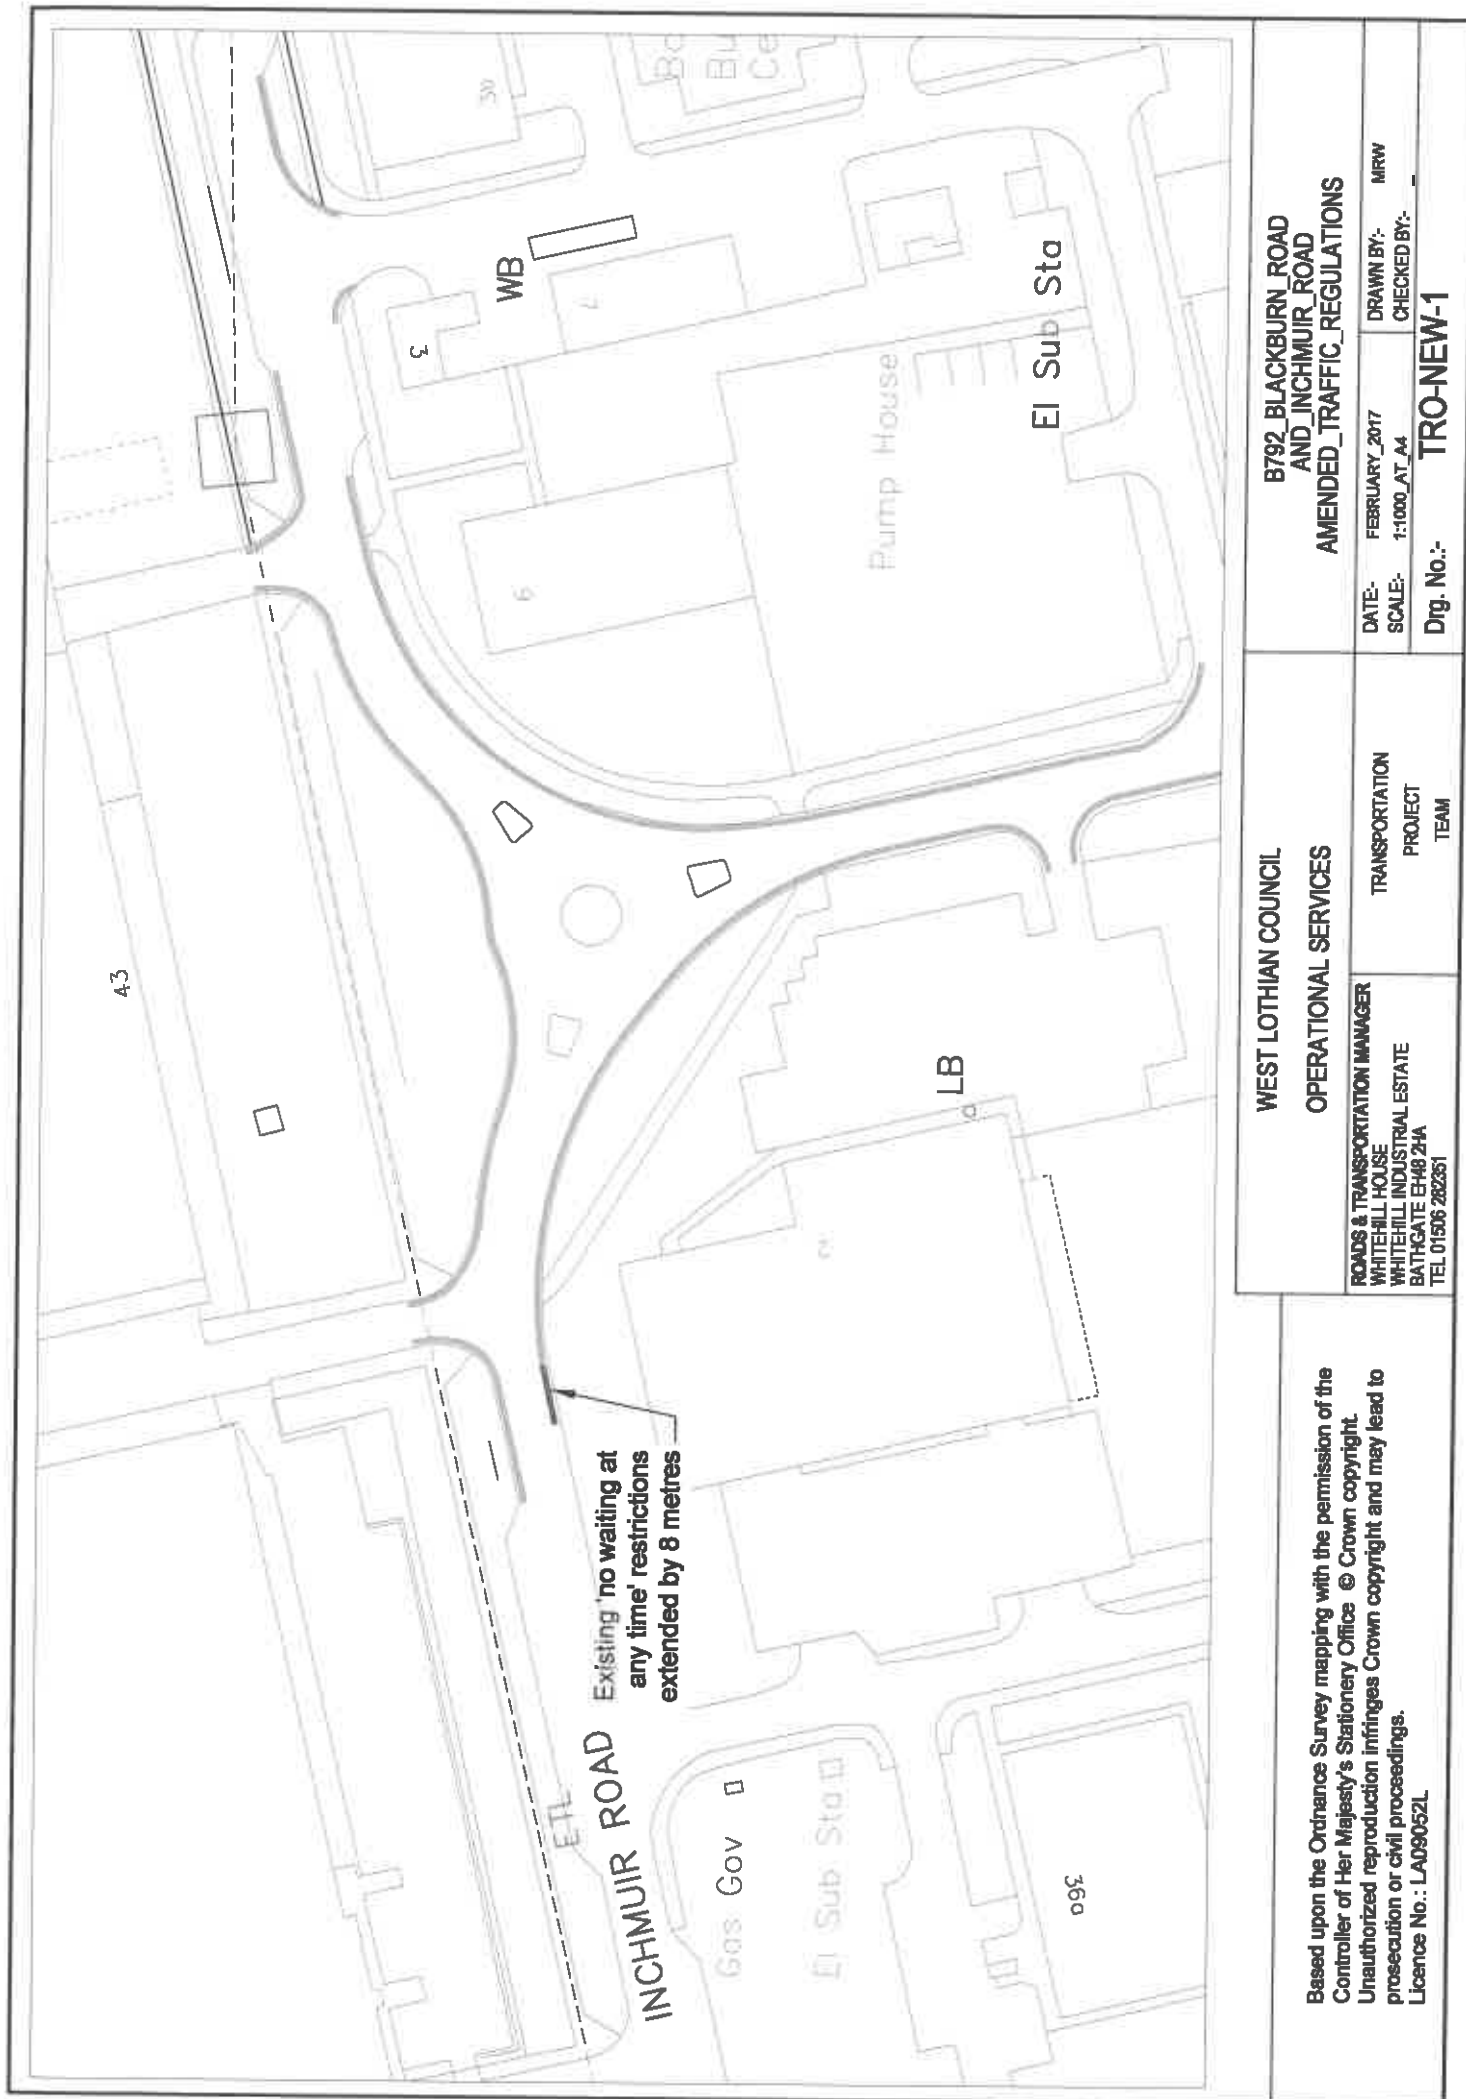 43
30
Ba
Bu
Ce
WB
3
7
6
El Sub Sta
Pump House
LB
2
Existing 'no waiting at
any time' restrictions
extended by 8 metres
ETL
INCHMUIR ROAD
Gas Gov
El Sub Sta
36a
Based upon the Ordnance Survey mapping with the permission of the
Controller of Her Majesty's Stationery Office © Crown copyright.
Unauthorized reproduction infringes Crown copyright and may lead to
prosecution or civil proceedings.
Licence No.: LA09052L
WEST LOTHIAN COUNCIL
OPERATIONAL SERVICES
ROADS & TRANSPORTATION MANAGER
WHITEHILL HOUSE
WHITEHILL INDUSTRIAL ESTATE
BATHGATE EH48 2HA
TEL 01506 282351
TRANSPORTATION
PROJECT
TEAM
B792_BLACKBURN_ROAD
AND_INCHMUIR_ROAD
AMENDED_TRAFFIC_REGULATIONS
DATE:- FEBRUARY_2017
SCALE:- 1:1000_AT_A4
DRAWN BY:- MRW
CHECKED BY:- _
Drg. No.:- TRO-NEW-1